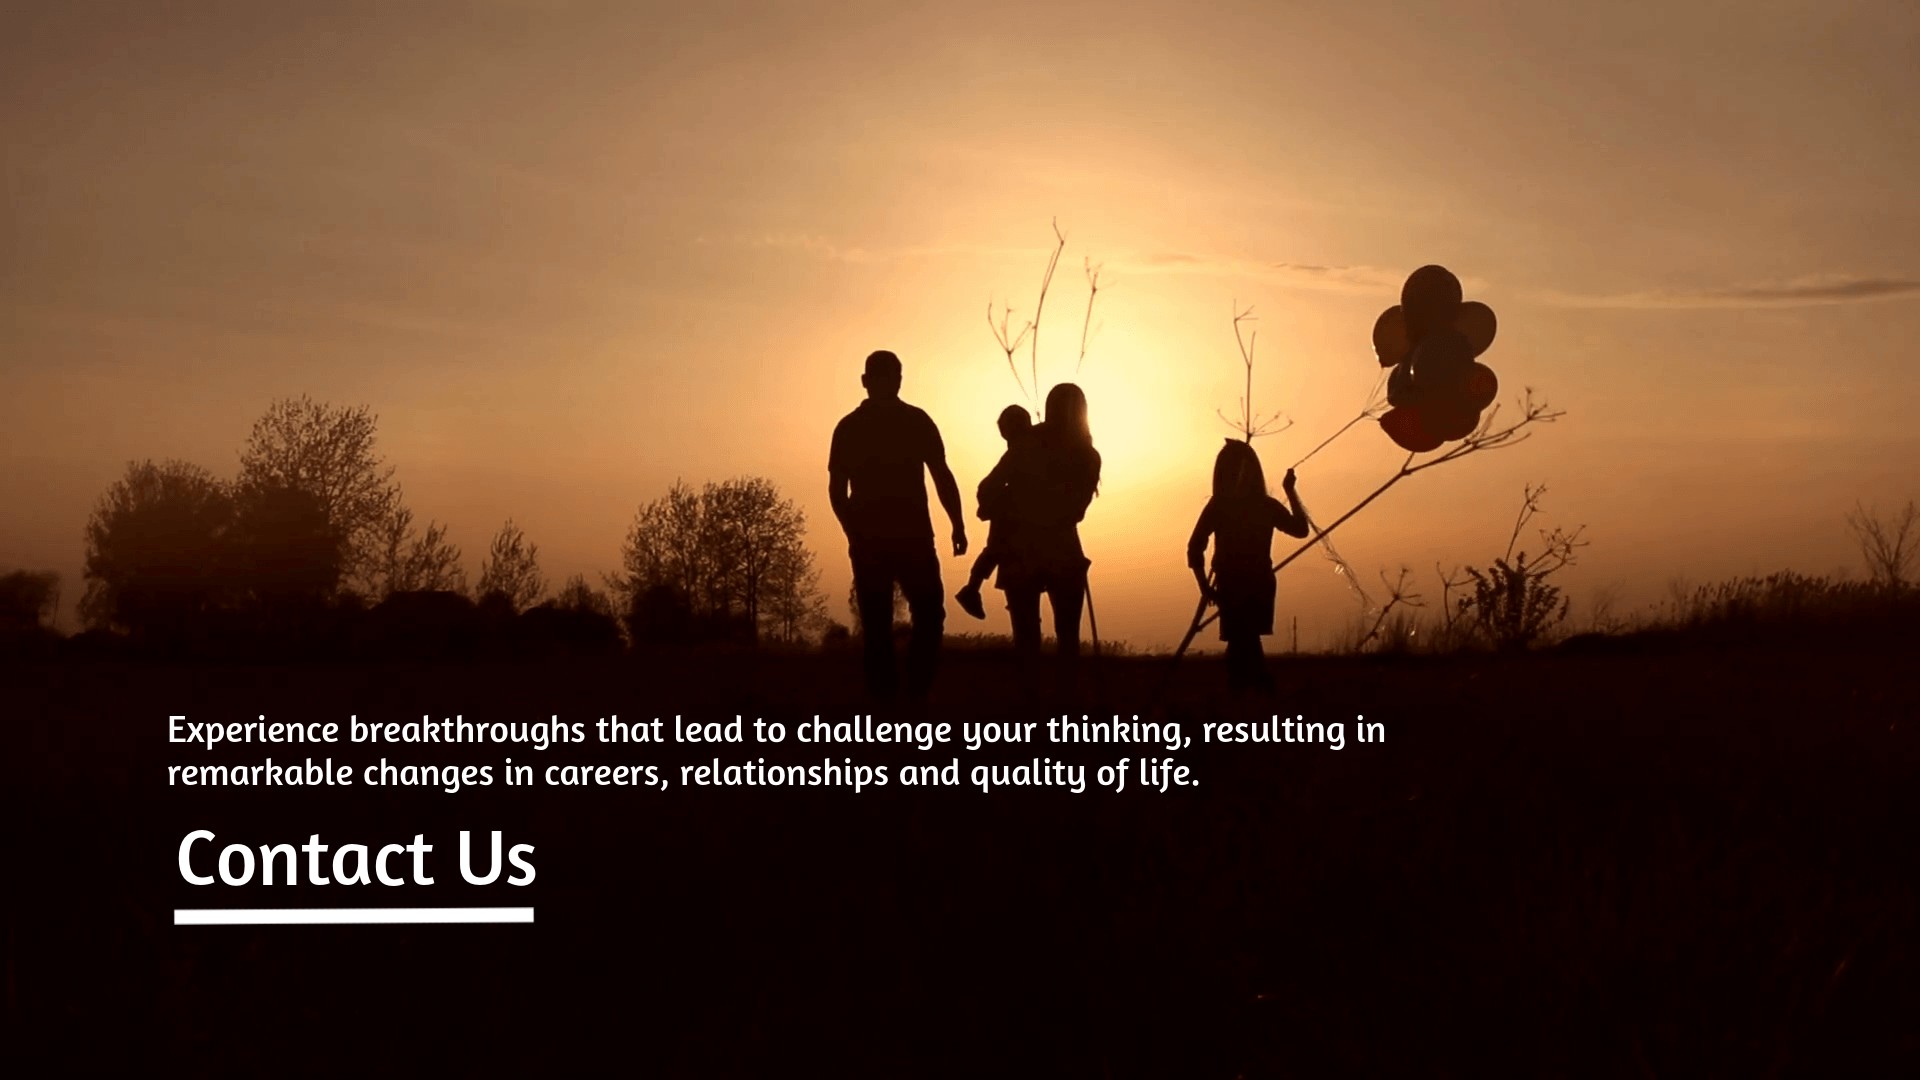 Experience breakthroughs that lead to challenge your thinking, resulting in
remarkable changes in careers, relationships and quality of life.
Contact Us